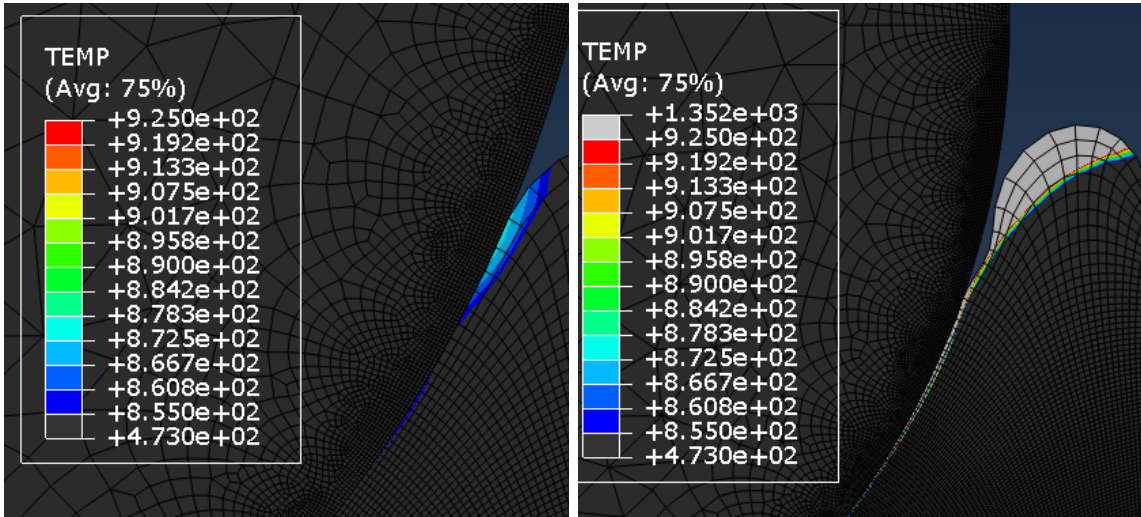 TEMP
(Avg: 75%)
+9.250e+02
+9.192e+02
+9.133e+02
+9.075e+02
+9.017e+02
+8.958e+02
+8.900e+02
+8.842e+02
+8.783e+02
+8.725e+02
+8.667e+02
+8.608e+02
+8.550e+02
+4.730e+02
TEMP
(Avg: 75%)
+1.352e+03
+9.250e+02
+9.192e+02
+9.133e+02
+9.075e+02
+9.017e+02
+8.958e+02
+8.900e+02
+8.842e+02
+8.783e+02
+8.725e+02
+8.667e+02
+8.608e+02
+8.550e+02
+4.730e+02